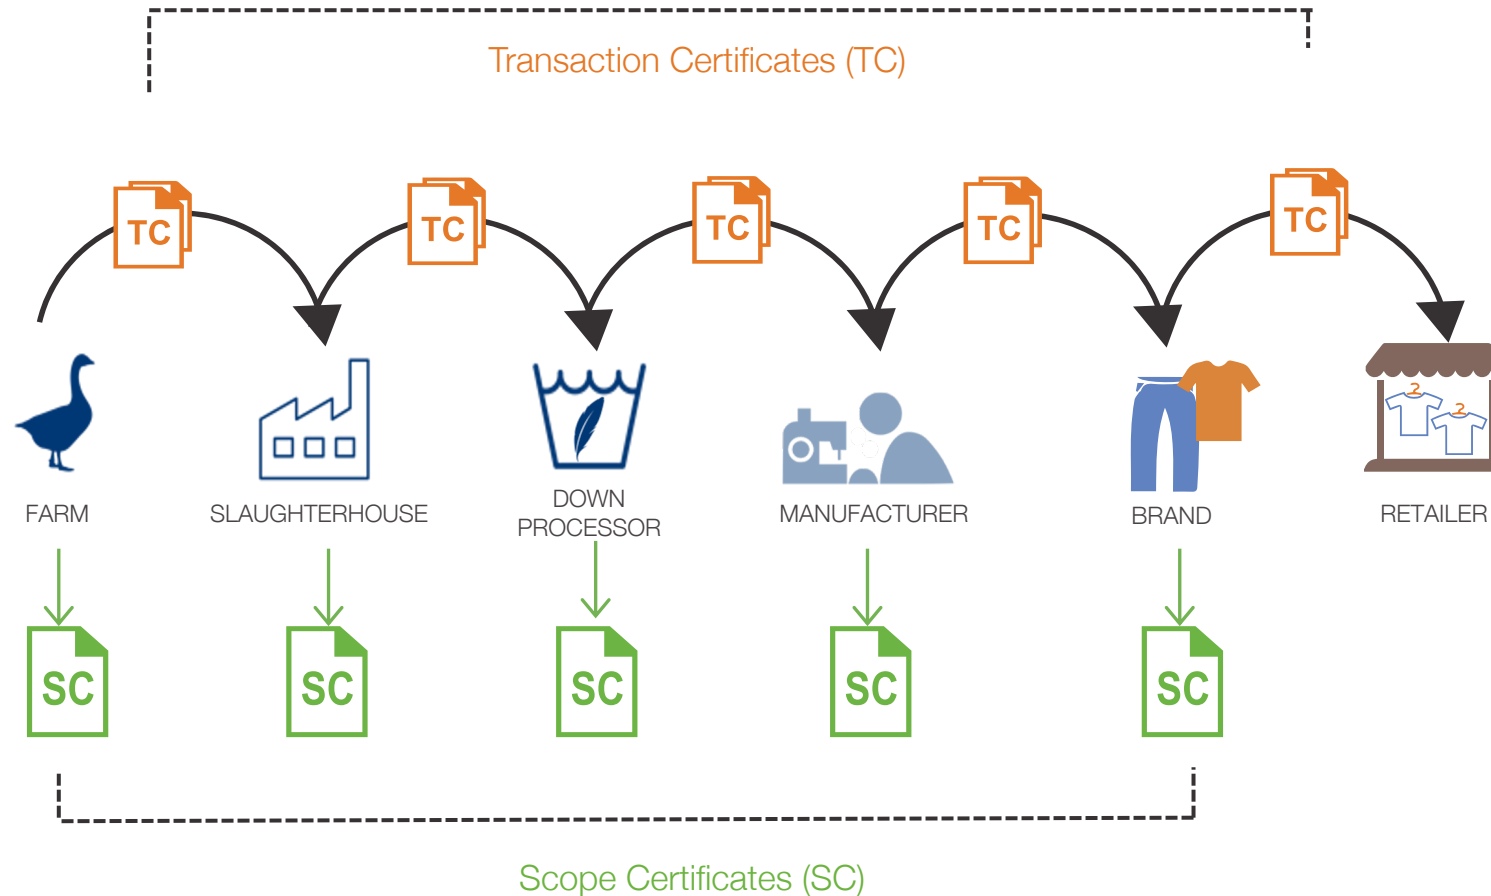 Transaction Certificates (TC)
TC
TC
TC
TC
TC
FARM
SLAUGHTERHOUSE
DOWN
PROCESSOR
MANUFACTURER
BRAND
RETAILER
SC
SC
SC
SC
SC
Scope Certificates (SC)